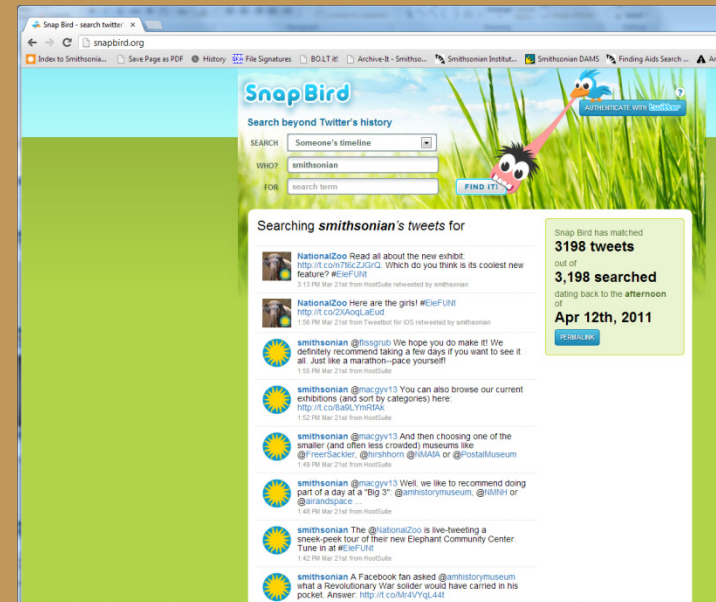 Snap Bird - search twitter
snapbird.org
Index to Smithsonia... Save Page as PDF History File Signatures BO.LT it! Archive-It - Smithso... Smithsonian Institut... Smithsonian DAMS Finding Aids Search ...
Snap Bird
?
AUTHENTICATE WITH twitter
Search beyond Twitter's history
SEARCH Someone's timeline
WHO? smithsonian
FOR search term
FIND IT!
Searching smithsonian's tweets for
NationalZoo Read all about the new exhibit:
http://t.co/n7f6cZJGrQ. Which do you think is its coolest new
feature? #EleFUNt
3:13 PM Mar 21st from HootSuite retweeted by smithsonian
NationalZoo Here are the girls! #EleFUNt
http://t.co/2XAoqLaEud
1:56 PM Mar 21st from Tweetbot for iOS retweeted by smithsonian
smithsonian @flissgrub We hope you do make it! We
definitely recommend taking a few days if you want to see it
all. Just like a marathon--pace yourself!
1:55 PM Mar 21st from HootSuite
smithsonian @macgyv13 You can also browse our current
exhibitions (and sort by categories) here:
http://t.co/8a9LYmRfAk
1:52 PM Mar 21st from HootSuite
smithsonian @macgyv13 And then choosing one of the
smaller (and often less crowded) museums like
@FreerSackler, @hirshhorn @NMAfA or @PostalMuseum
1:49 PM Mar 21st from HootSuite
smithsonian @macgyv13 Well, we like to recommend doing
part of a day at a "Big 3": @amhistorymuseum, @NMNH or
@airandspace ...
1:48 PM Mar 21st from HootSuite
smithsonian The @NationalZoo is live-tweeting a
sneek-peek tour of their new Elephant Community Center.
Tune in at #EleFUNt
1:42 PM Mar 21st from HootSuite
smithsonian A Facebook fan asked @amhistorymuseum
what a Revolutionary War solider would have carried in his
pocket. Answer: http://t.co/Mr4VYqL44t
Snap Bird has matched
3198 tweets
out of
3,198 searched
dating back to the afternoon
of
Apr 12th, 2011
PERMALINK